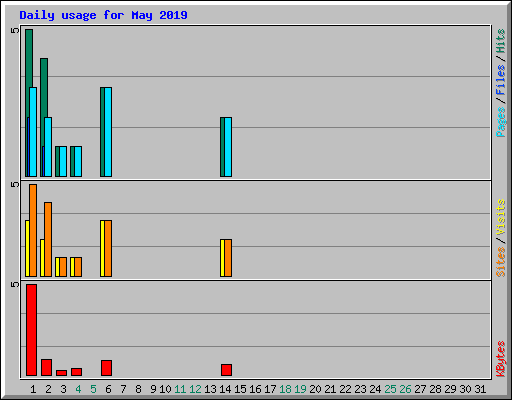 Daily usage for May 2019
5
Pages / Files / Hits
5
Sites / Visits
5
KBytes
1 2 3 4 5 6 7 8 9 10 11 12 13 14 15 16 17 18 19 20 21 22 23 24 25 26 27 28 29 30 31